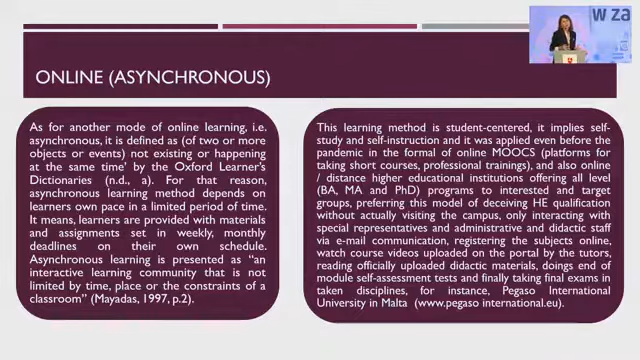 w za
ONLINE (ASYNCHRONOUS)
As for another mode of online learning, i.e.
asynchronous, it is defined as (of two or more
objects or events) not existing or happening
at the same time' by the Oxford Learner's
Dictionaries (n.d., a). For that reason,
asynchronous learning method depends on
learners own pace in a limited period of time.
It means, learners are provided with materials
and assignments set in weekly, monthly
deadlines on their own schedule.
Asynchronous learning is presented as "an
interactive learning community that is not
limited by time, place or the constraints of a
classroom" (Mayadas, 1997, p.2).
This learning method is student-centered, it implies self-
study and self-instruction and it was applied even before the
pandemic in the formal of online MOOCS (platforms for
taking short courses, professional trainings), and also online
/ distance higher educational institutions offering all level
(BA, MA and PhD) programs to interested and target
groups, preferring this model of deceiving HE qualification
without actually visiting the campus, only interacting with
special representatives and administrative and didactic staff
via e-mail communication, registering the subjects online,
watch course videos uploaded on the portal by the tutors,
reading officially uploaded didactic materials, doings end of
module self-assessment tests and finally taking final exams in
taken disciplines, for instance, Pegaso International
University in Malta (www.pegaso international.eu).